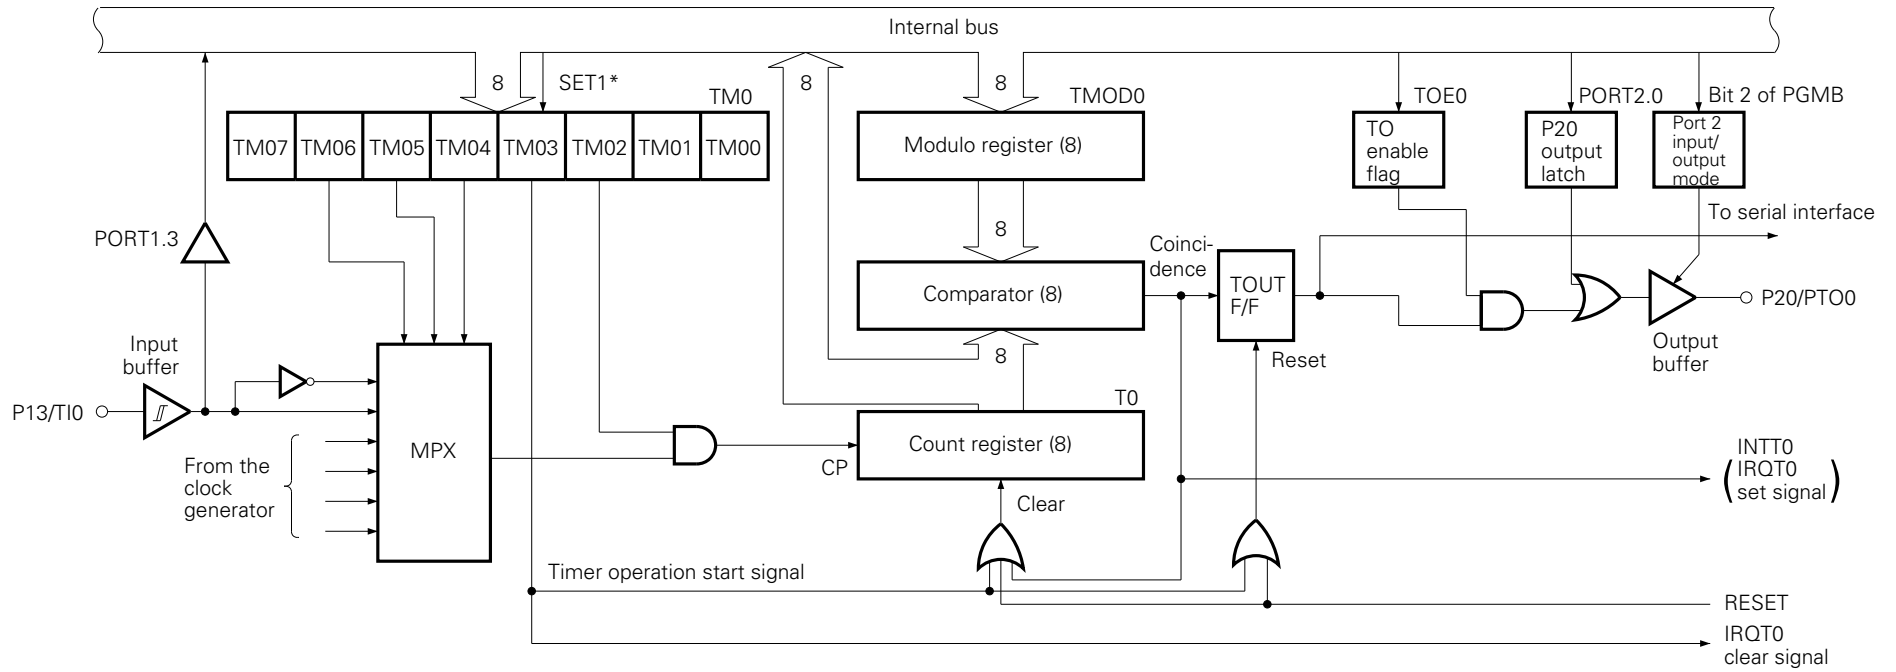 Internal bus
8
SET1*
8
8
TM0
TMOD0
TOE0
PORT2.0
Bit 2 of PGMB
TM07 TM06 TM05 TM04 TM03 TM02 TM01 TM00
Modulo register (8)
TO
enable
flag
P20
output
latch
Port 2
input/
output
mode
8
To serial interface
PORT1.3
Coinci-
dence
Comparator (8)
TOUT
F/F
P20/PTO0
Output
buffer
Reset
8
Input
buffer
P13/TI0
T0
MPX
Count register (8)
CP
From the
clock
generator
Clear
INTT0
(IRQT0
set signal)
Timer operation start signal
RESET
IRQT0
clear signal